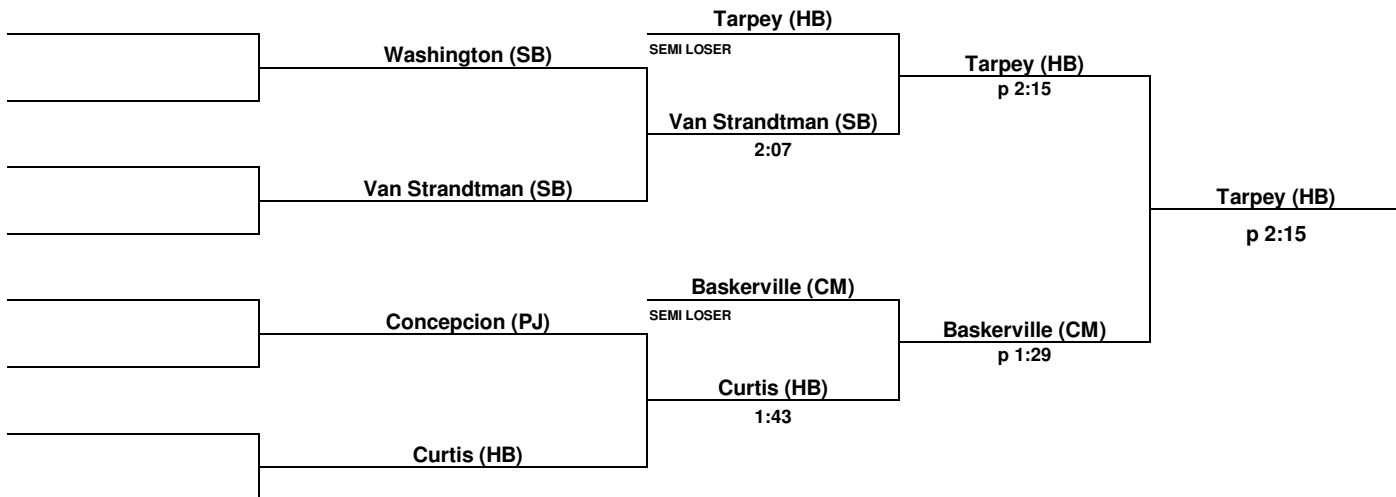 Tarpey (HB)
SEMI LOSER
Washington (SB)
Tarpey (HB)
p 2:15
Van Strandtman (SB)
2:07
Van Strandtman (SB)
Tarpey (HB)
p 2:15
Baskerville (CM)
SEMI LOSER
Concepcion (PJ)
Baskerville (CM)
p 1:29
Curtis (HB)
1:43
Curtis (HB)